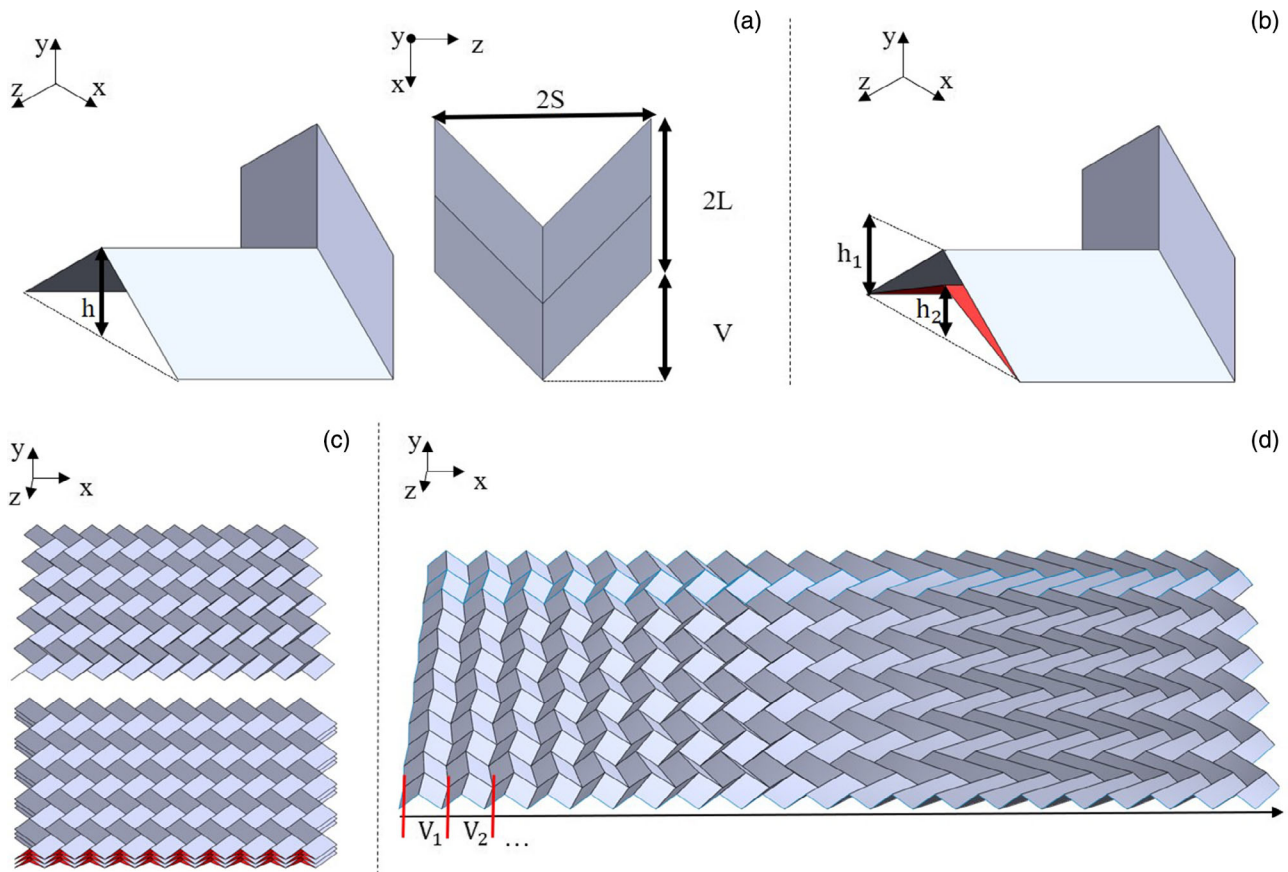 (a)
y
z
x
y
z
x
2S
2L
V
h
(b)
y
z
x
h₁
h₂
(c)
y
z
x
(d)
y
z
x
V₁ V₂ ...